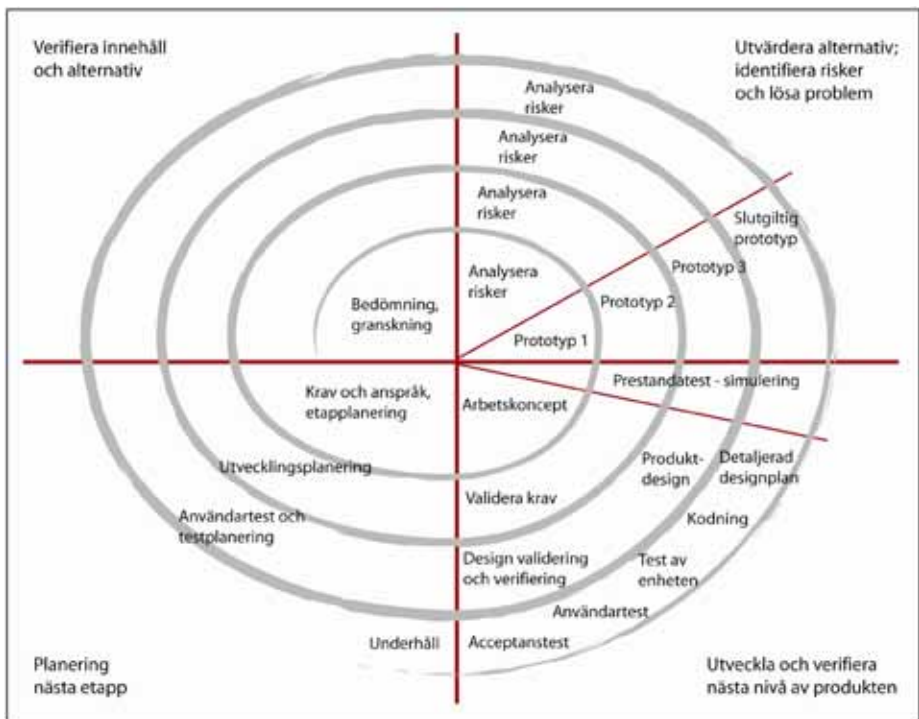 Verifiera innehåll
och alternativ
Utvärdera alternativ;
identifiera risker
och lösa problem
Analysera
risker
Analysera
risker
Analysera
risker
Analysera
risker
Slutgiltig
prototyp
Prototyp 3
Prototyp 2
Prototyp 1
Bedömning,
granskning
Krav och anspråk,
etapplanering
Arbetskoncept
Prestandatest - simulering
Utvecklingsplanering
Validera krav
Produkt-
design
Detaljerad
designplan
Användartest och
testplanering
Kodning
Design validering
och verifiering
Test av
enheten
Användartest
Underhåll
Acceptanstest
Planering
nästa etapp
Utveckla och verifiera
nästa nivå av produkten